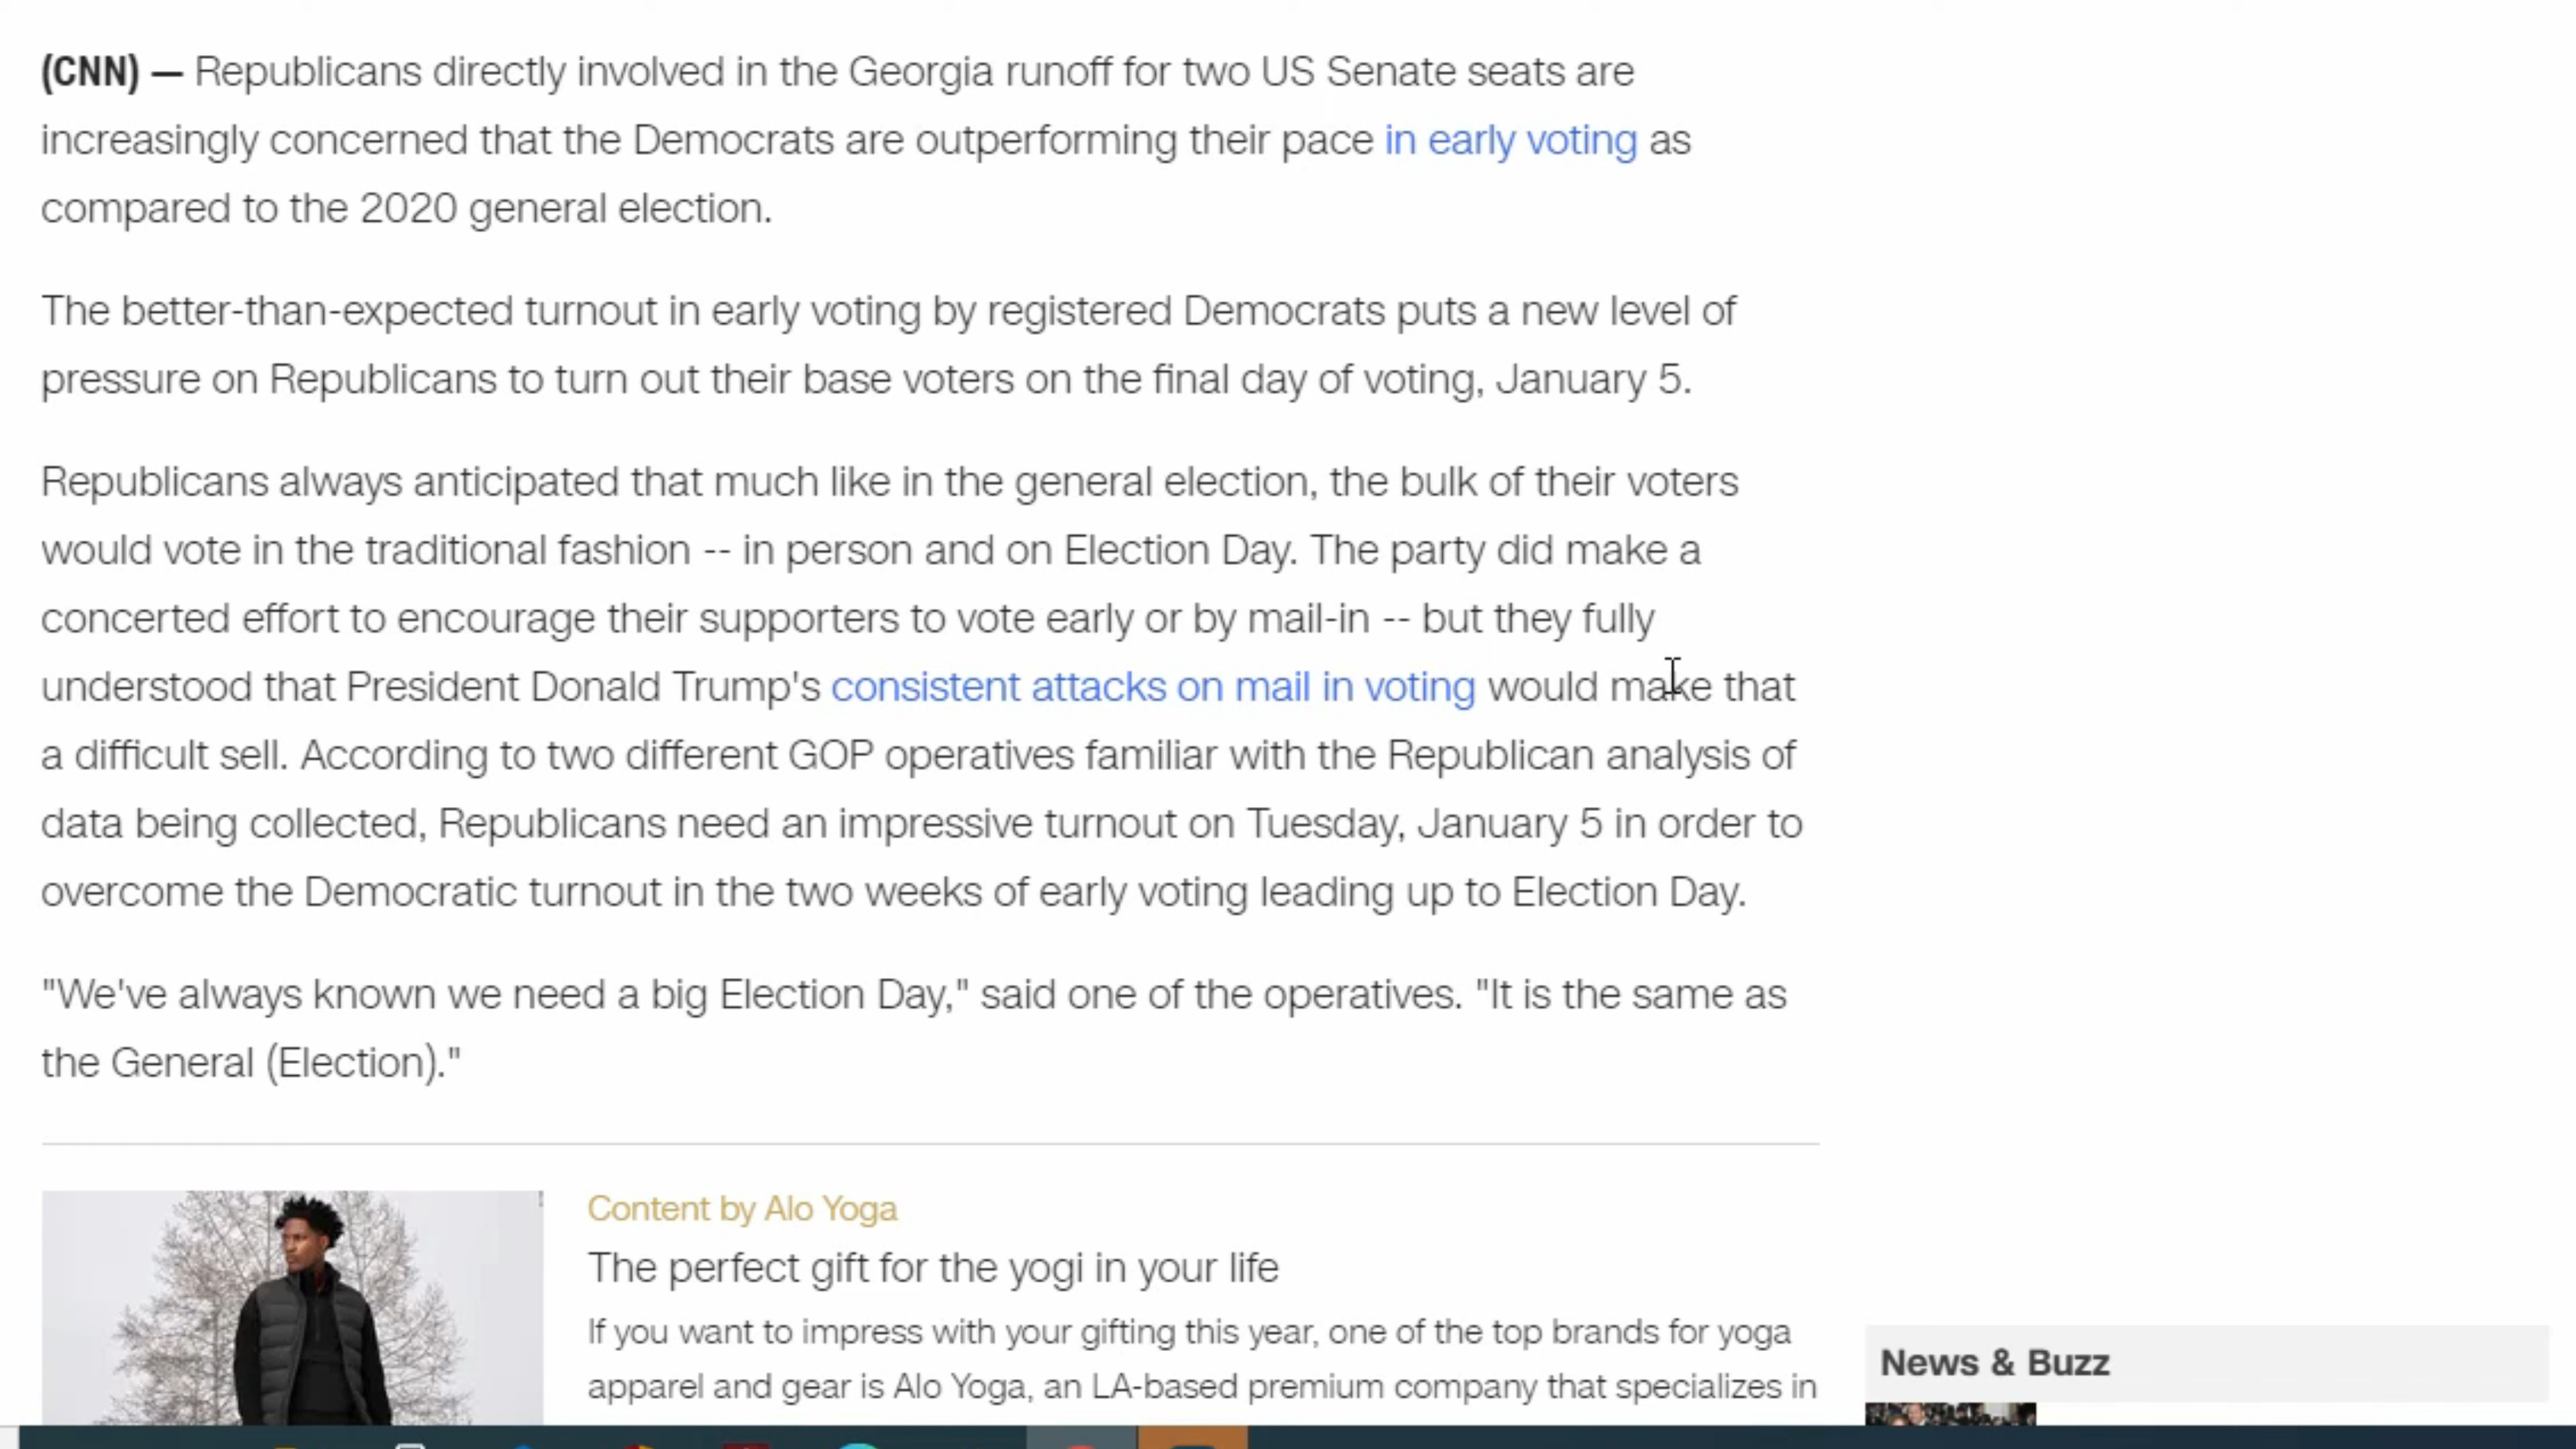 (CNN) — Republicans directly involved in the Georgia runoff for two US Senate seats are
increasingly concerned that the Democrats are outperforming their pace in early voting as
compared to the 2020 general election.
The better-than-expected turnout in early voting by registered Democrats puts a new level of
pressure on Republicans to turn out their base voters on the final day of voting, January 5.
Republicans always anticipated that much like in the general election, the bulk of their voters
would vote in the traditional fashion -- in person and on Election Day. The party did make a
concerted effort to encourage their supporters to vote early or by mail-in -- but they fully
understood that President Donald Trump's consistent attacks on mail in voting would make that
a difficult sell. According to two different GOP operatives familiar with the Republican analysis of
data being collected, Republicans need an impressive turnout on Tuesday, January 5 in order to
overcome the Democratic turnout in the two weeks of early voting leading up to Election Day.
"We've always known we need a big Election Day," said one of the operatives. "It is the same as
the General (Election)."
Content by Alo Yoga
The perfect gift for the yogi in your life
If you want to impress with your gifting this year, one of the top brands for yoga
apparel and gear is Alo Yoga, an LA-based premium company that specializes in
News & Buzz